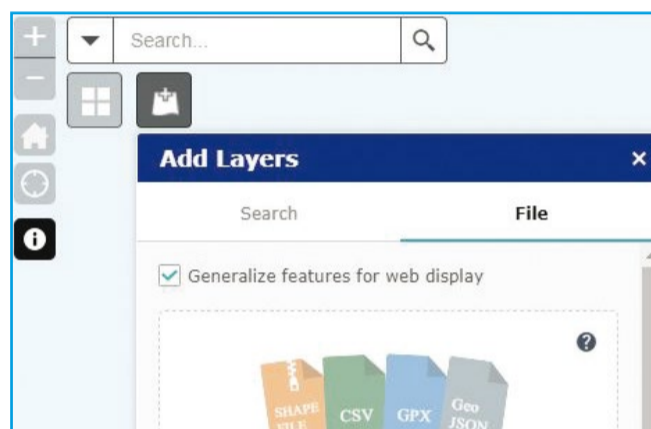 Search...
Add Layers
Search File
Generalize features for web display
SHAPE FILE
CSV
GPX
Geo JSON